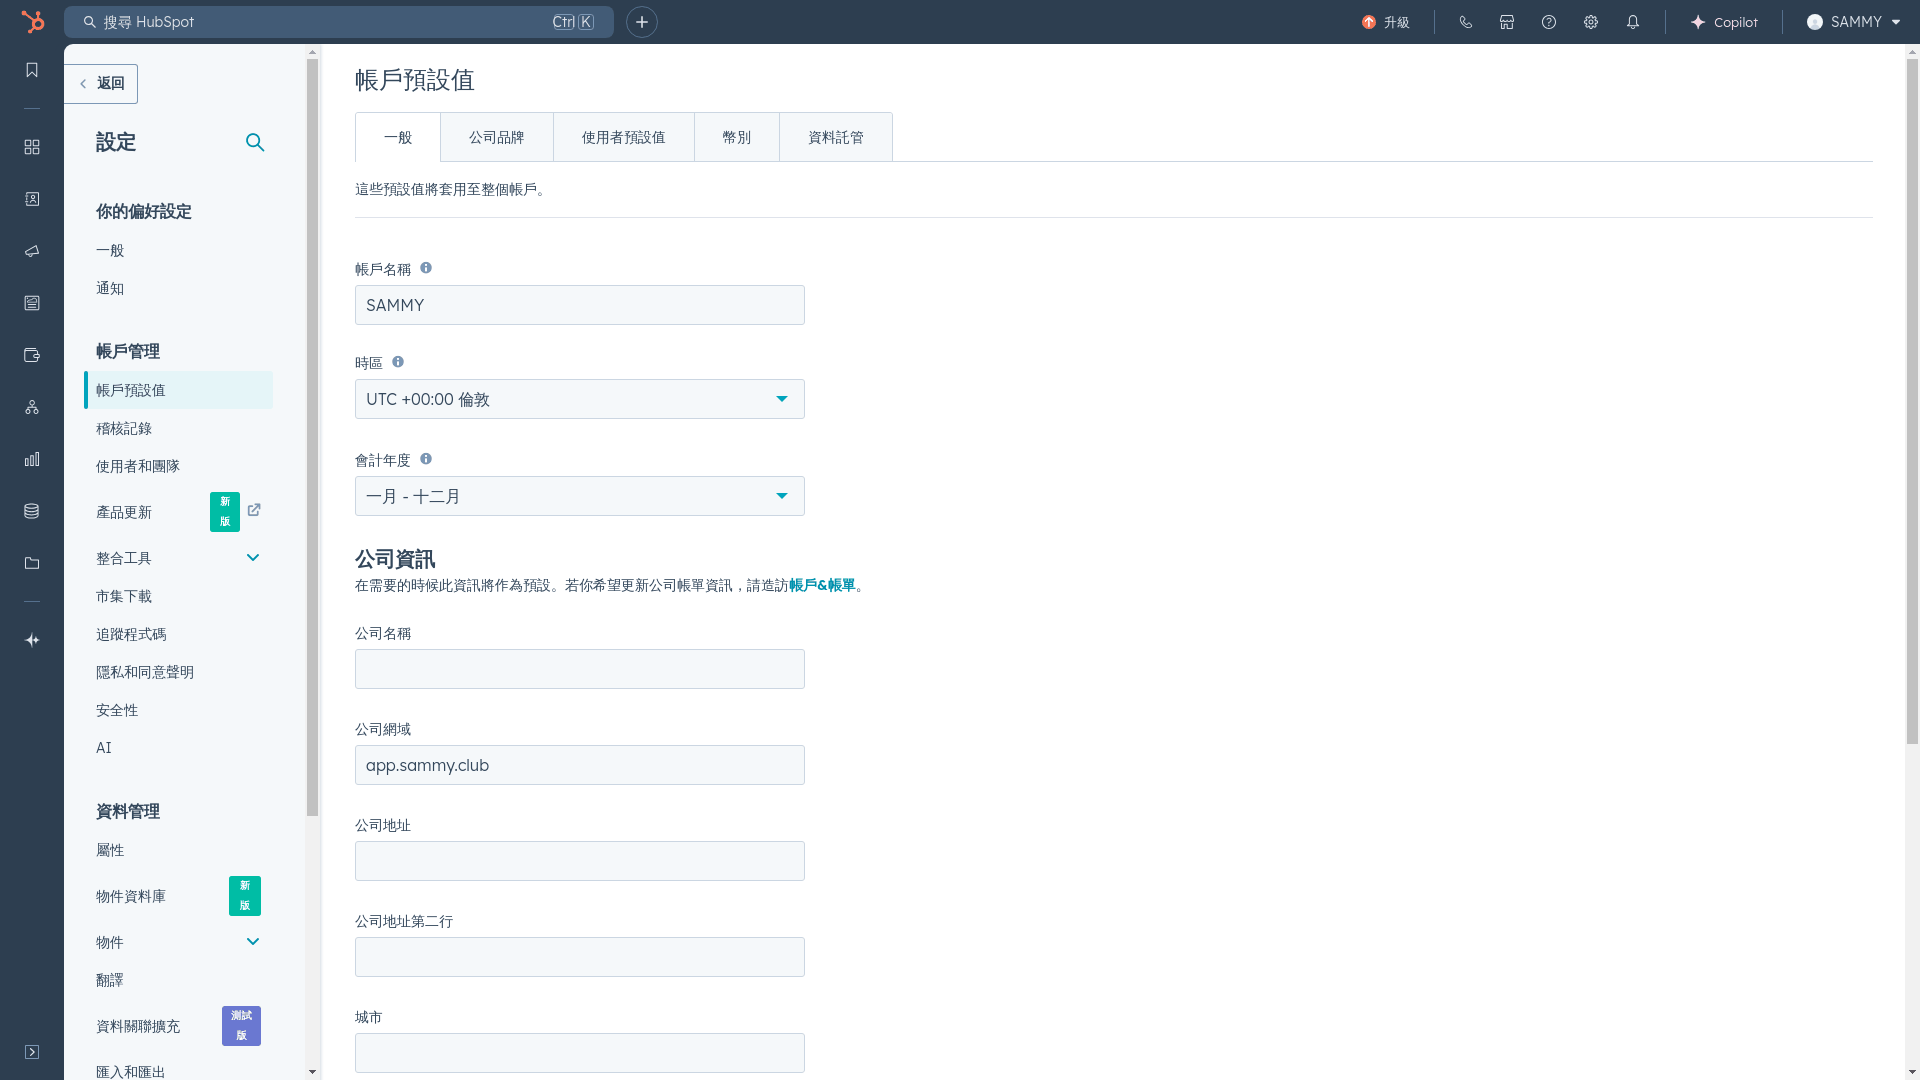 搜尋 HubSpot
Ctrl K
升級
Copilot
SAMMY
返回
設定
你的偏好設定
一般
通知
帳戶管理
帳戶預設值
稽核記錄
使用者和團隊
產品更新
新版
整合工具
市集下載
追蹤程式碼
隱私和同意聲明
安全性
AI
資料管理
屬性
物件資料庫
新版
物件
翻譯
資料關聯擴充
測試版
匯入和匯出
帳戶預設值
一般
公司品牌
使用者預設值
幣別
資料託管
這些預設值將套用至整個帳戶。
帳戶名稱
SAMMY
時區
UTC +00:00 倫敦
會計年度
一月 - 十二月
公司資訊
在需要的時候此資訊將作為預設。若你希望更新公司帳單資訊，請造訪帳戶&帳單。
公司名稱
公司網域
app.sammy.club
公司地址
公司地址第二行
城市